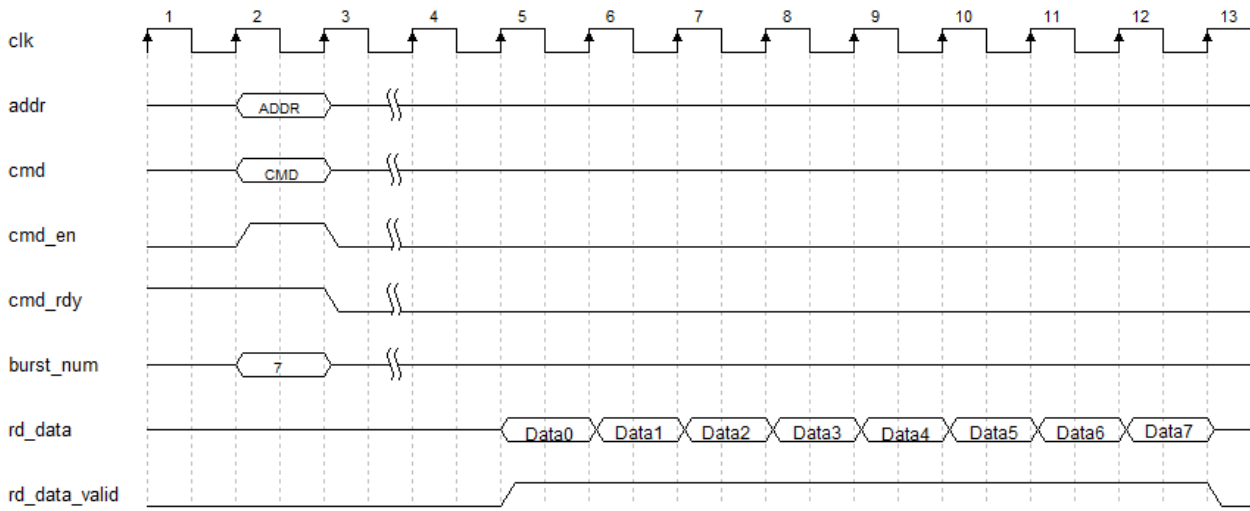 1 2 3 4 5 6 7 8 9 10 11 12 13
clk
addr ADDR
cmd CMD
cmd_en
cmd_rdy
burst_num 7
rd_data Data0 Data1 Data2 Data3 Data4 Data5 Data6 Data7
rd_data_valid